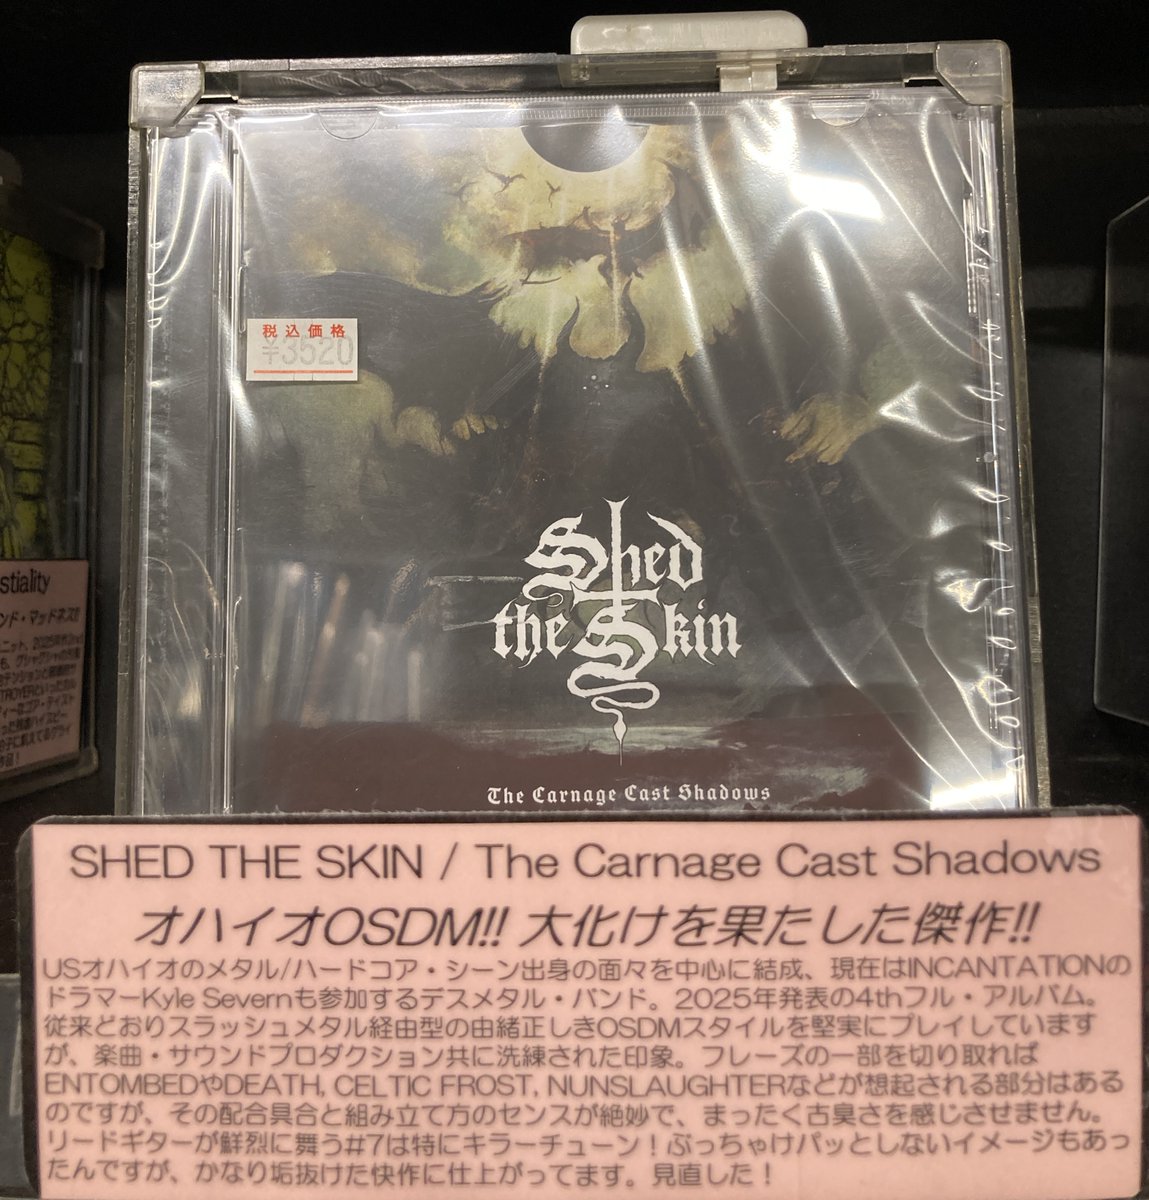 税込価格
¥3520
Shed
the Skin
The Carnage Cast Shadows
stiality
ンド・マッドネス!!
SHED THE SKIN / The Carnage Cast Shadows
オハイオOSDM!! 大化けを果たした傑作!!
USオハイオのメタル/ハードコア・シーン出身の面々を中心に結成、現在はINCANTATIONの
ドラマーKyle Severnも参加するデスメタル・バンド。2025年発表の4thフル・アルバム。
従来どおりスラッシュメタル経由型の由緒正しきOSDMスタイルを堅実にプレイしています
が、楽曲・サウンドプロダクション共に洗練された印象。フレーズの一部を切り取れば
ENTOMBEDやDEATH, CELTIC FROST, NUNSLAUGHTERなどが想起される部分はある
のですが、その配合具合と組み立て方のセンスが絶妙で、まったく古臭さを感じさせません。
リードギターが鮮烈に舞う#7は特にキラーチューン！ぶっちゃけパッとしないイメージもあっ
たんですが、かなり垢抜けた快作に仕上がってます。見直した！